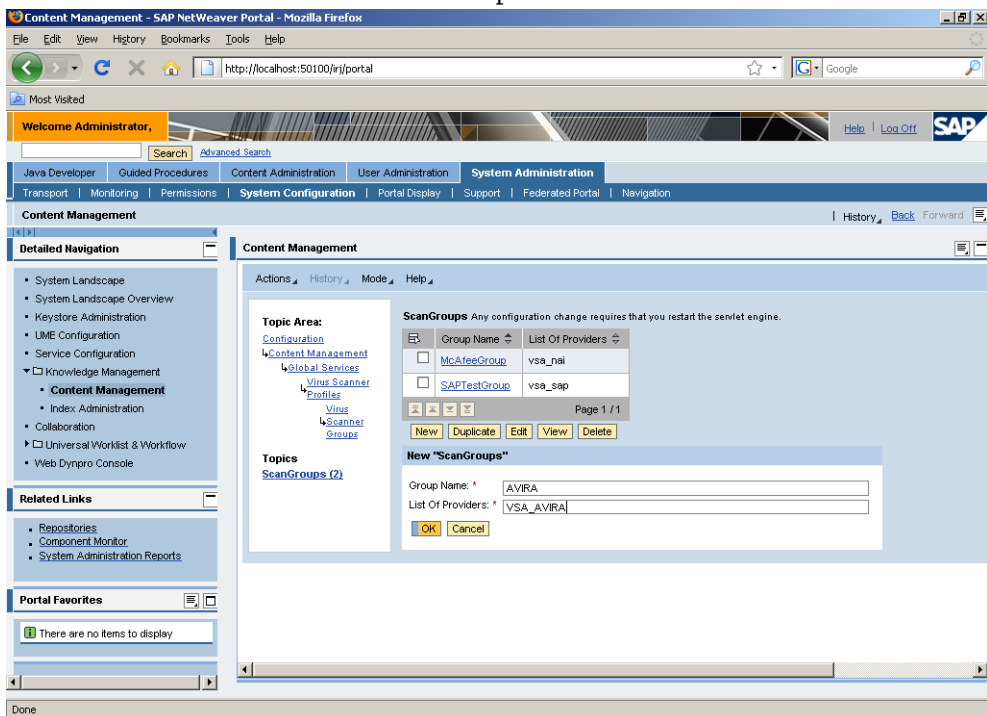 Content Management - SAP NetWeaver Portal - Mozilla Firefox
File Edit View History Bookmarks Tools Help
http://localhost:50100/irj/portal
G Google
Most Visited
Welcome Administrator,
Help | Log Off SAP
Search Advanced Search
Java Developer Guided Procedures Content Administration User Administration System Administration
Transport | Monitoring | Permissions | System Configuration | Portal Display | Support | Federated Portal | Navigation
Content Management
| History Back Forward
Detailed Navigation
System Landscape
System Landscape Overview
Keystore Administration
UME Configuration
Service Configuration
Knowledge Management
Content Management
Index Administration
Collaboration
Universal Worklist & Workflow
Web Dynpro Console
Related Links
Repositories
Component Monitor
System Administration Reports
Portal Favorites
There are no items to display
Content Management
Actions History Mode Help
Topic Area:
Configuration
Content Management
Global Services
Virus Scanner
Profiles
Virus
Scanner
Groups
Topics
ScanGroups (2)
ScanGroups Any configuration change requires that you restart the servlet engine.
Group Name List Of Providers
McAfeeGroup vsa_nai
SAPTestGroup vsa_sap
Page 1 / 1
New Duplicate Edit View Delete
New "ScanGroups"
Group Name: * AVIRA
List Of Providers: * VSA_AVIRA
OK Cancel
Done